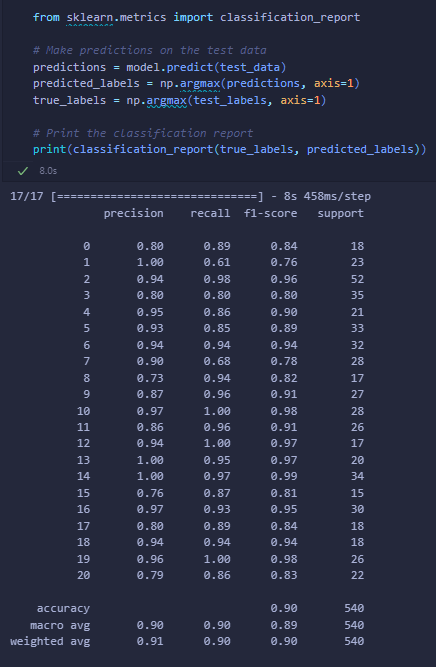 from sklearn.metrics import classification_report
# Make predictions on the test data
predictions = model.predict(test_data)
predicted_labels = np.argmax(predictions, axis=1)
true_labels = np.argmax(test_labels, axis=1)
# Print the classification report
print(classification_report(true_labels, predicted_labels))
8.0s
17/17 [==============================] - 8s 458ms/step
precision recall f1-score support
0 0.80 0.89 0.84 18
1 1.00 0.61 0.76 23
2 0.94 0.98 0.96 52
3 0.80 0.80 0.80 35
4 0.95 0.86 0.90 21
5 0.93 0.85 0.89 33
6 0.94 0.94 0.94 32
7 0.90 0.68 0.78 28
8 0.73 0.94 0.82 17
9 0.87 0.96 0.91 27
10 0.97 1.00 0.98 28
11 0.86 0.96 0.91 26
12 0.94 1.00 0.97 17
13 1.00 0.95 0.97 20
14 1.00 0.97 0.99 34
15 0.76 0.87 0.81 15
16 0.97 0.93 0.95 30
17 0.80 0.89 0.84 18
18 0.94 0.94 0.94 18
19 0.96 1.00 0.98 26
20 0.79 0.86 0.83 22
accuracy 0.90 540
macro avg 0.90 0.90 0.89 540
weighted avg 0.91 0.90 0.90 540